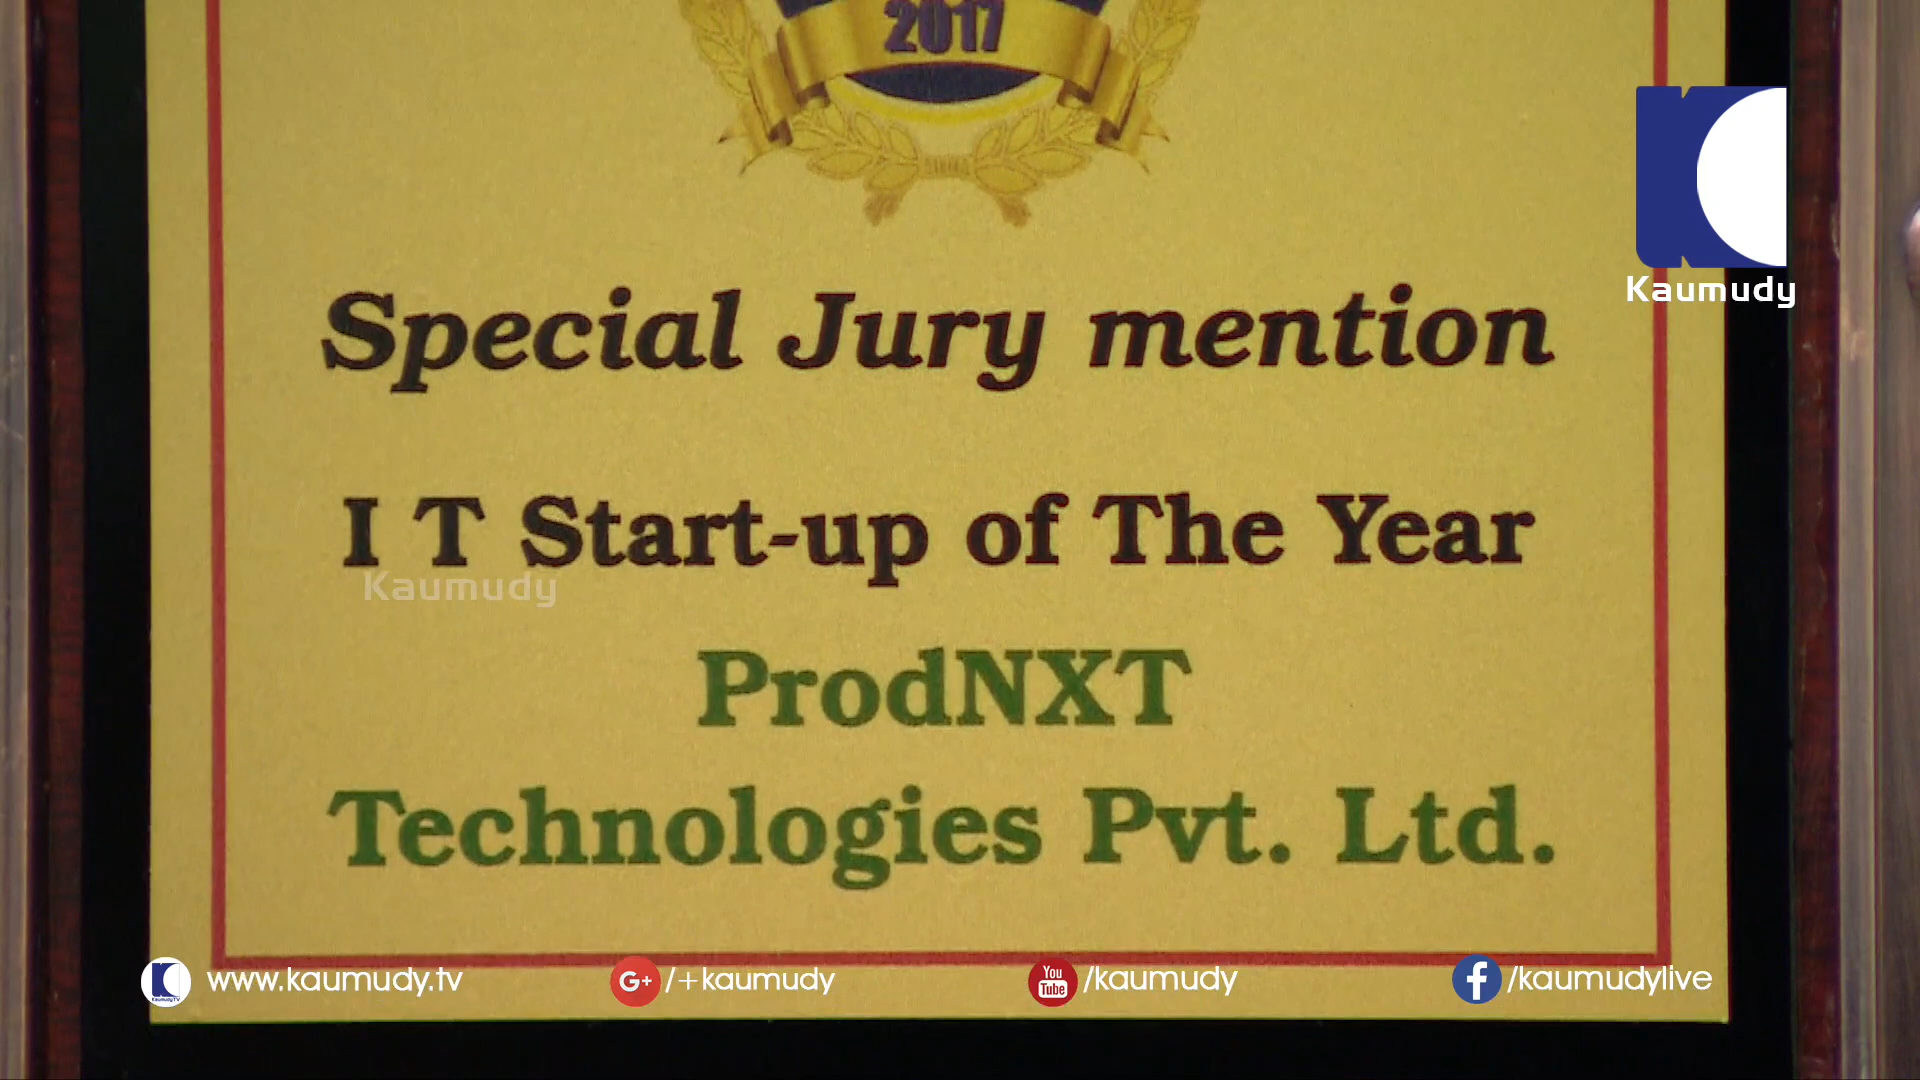 2017
Kaumudy
Special Jury mention
I T Start-up of The Year
Kaumudy
ProdNXT
Technologies Pvt. Ltd.
KaumudyTV
www.kaumudy.tv
G+ /+kaumudy
You Tube /kaumudy
f /kaumudylive